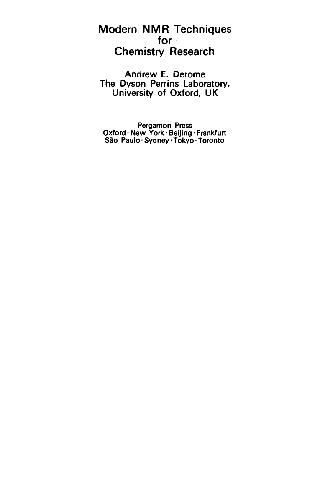 Modern NMR Techniques
for
Chemistry Research
Andrew E. Derome
The Dyson Perrins Laboratory,
University of Oxford, UK
Pergamon Press
Oxford·New York·Beijing·Frankfurt
São Paulo·Sydney·Tokyo·Toronto